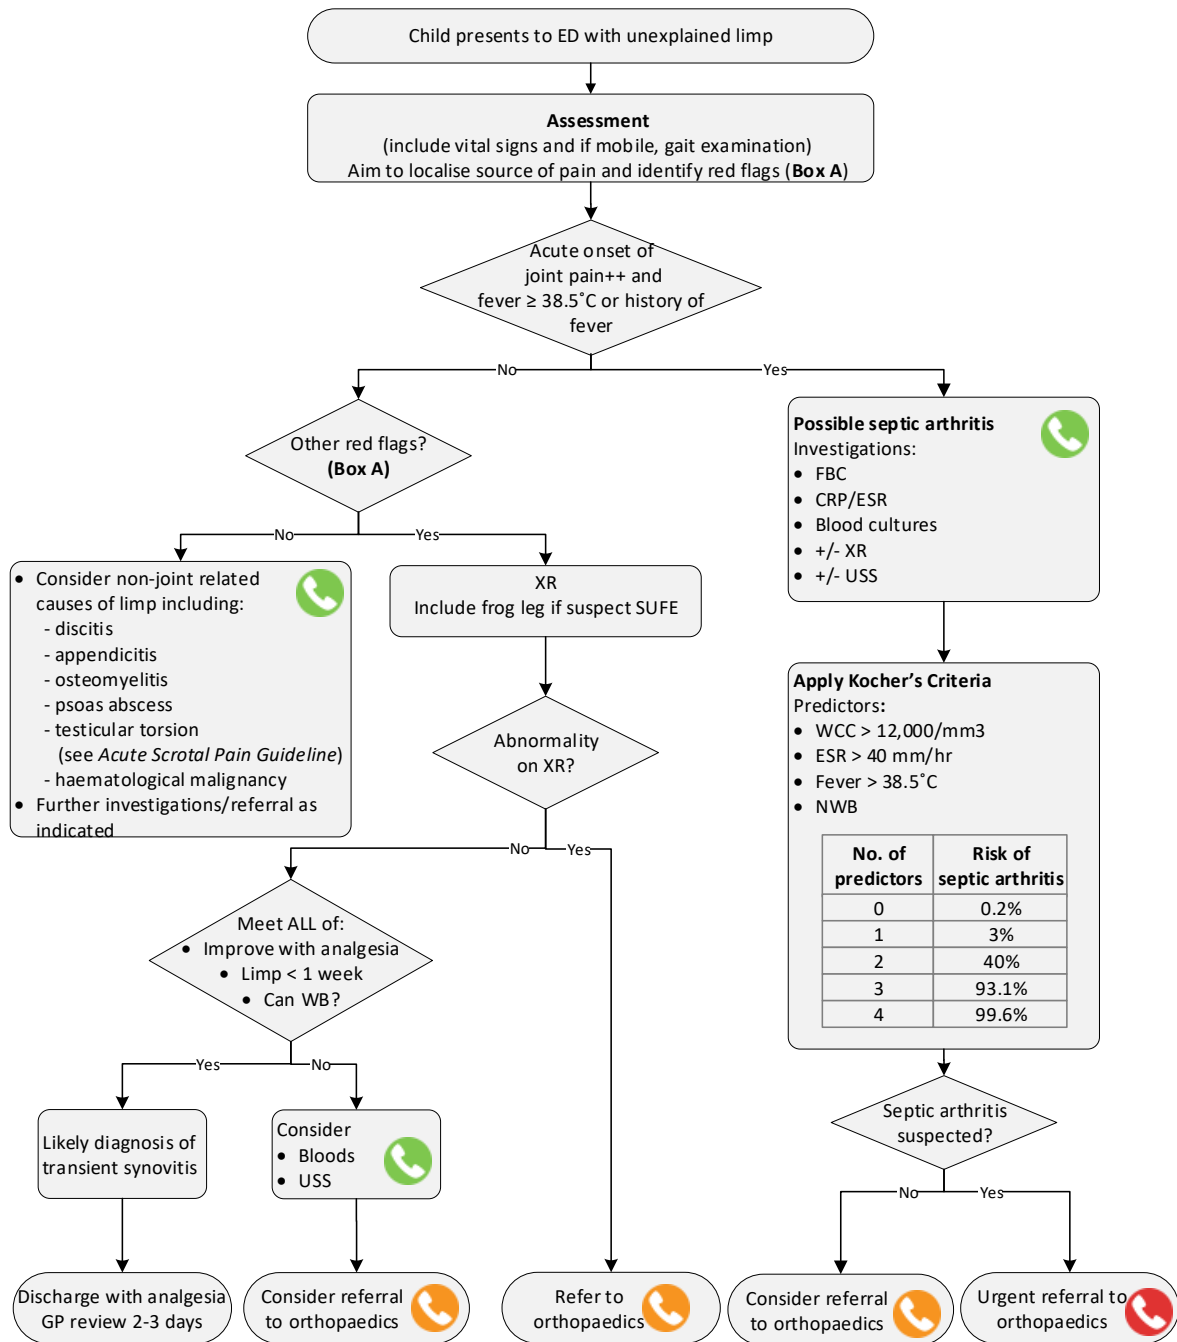 Child presents to ED with unexplained limp
Assessment
(include vital signs and if mobile, gait examination)
Aim to localise source of pain and identify red flags (Box A)
Acute onset of
joint pain++ and
fever ≥ 38.5˚C or history of
fever
No
Yes
Other red flags?
(Box A)
No
Yes
• Consider non-joint related
causes of limp including:
- discitis
- appendicitis
- osteomyelitis
- psoas abscess
- testicular torsion
(see Acute Scrotal Pain Guideline)
- haematological malignancy
• Further investigations/referral as
indicated
XR
Include frog leg if suspect SUFE
Abnormality
on XR?
No
Yes
Meet ALL of:
• Improve with analgesia
• Limp < 1 week
• Can WB?
Yes
No
Likely diagnosis of
transient synovitis
Consider
• Bloods
• USS
Discharge with analgesia
GP review 2-3 days
Consider referral
to orthopaedics
Refer to
orthopaedics
Possible septic arthritis
Investigations:
• FBC
• CRP/ESR
• Blood cultures
• +/- XR
• +/- USS
Apply Kocher's Criteria
Predictors:
• WCC > 12,000/mm3
• ESR > 40 mm/hr
• Fever > 38.5˚C
• NWB
No. of predictors Risk of septic arthritis
0 0.2%
1 3%
2 40%
3 93.1%
4 99.6%
Septic arthritis
suspected?
No
Yes
Consider referral
to orthopaedics
Urgent referral to
orthopaedics